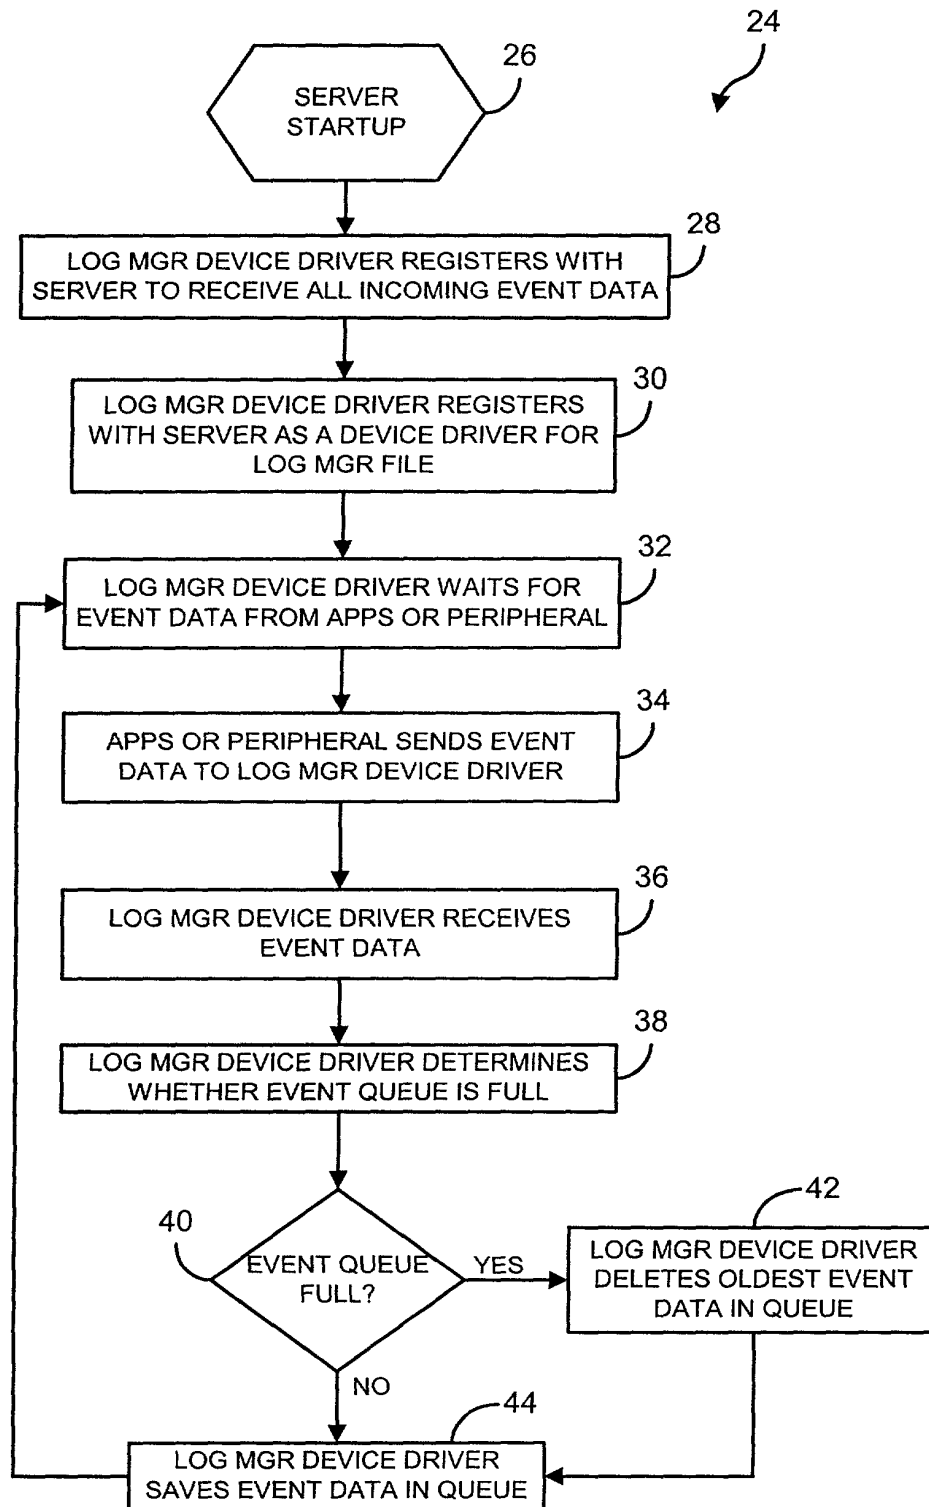 24
26
SERVER
STARTUP
28
LOG MGR DEVICE DRIVER REGISTERS WITH
SERVER TO RECEIVE ALL INCOMING EVENT DATA
30
LOG MGR DEVICE DRIVER REGISTERS
WITH SERVER AS A DEVICE DRIVER FOR
LOG MGR FILE
32
LOG MGR DEVICE DRIVER WAITS FOR
EVENT DATA FROM APPS OR PERIPHERAL
34
APPS OR PERIPHERAL SENDS EVENT
DATA TO LOG MGR DEVICE DRIVER
36
LOG MGR DEVICE DRIVER RECEIVES
EVENT DATA
38
LOG MGR DEVICE DRIVER DETERMINES
WHETHER EVENT QUEUE IS FULL
40
EVENT QUEUE
FULL?
YES
42
LOG MGR DEVICE DRIVER
DELETES OLDEST EVENT
DATA IN QUEUE
NO
44
LOG MGR DEVICE DRIVER
SAVES EVENT DATA IN QUEUE